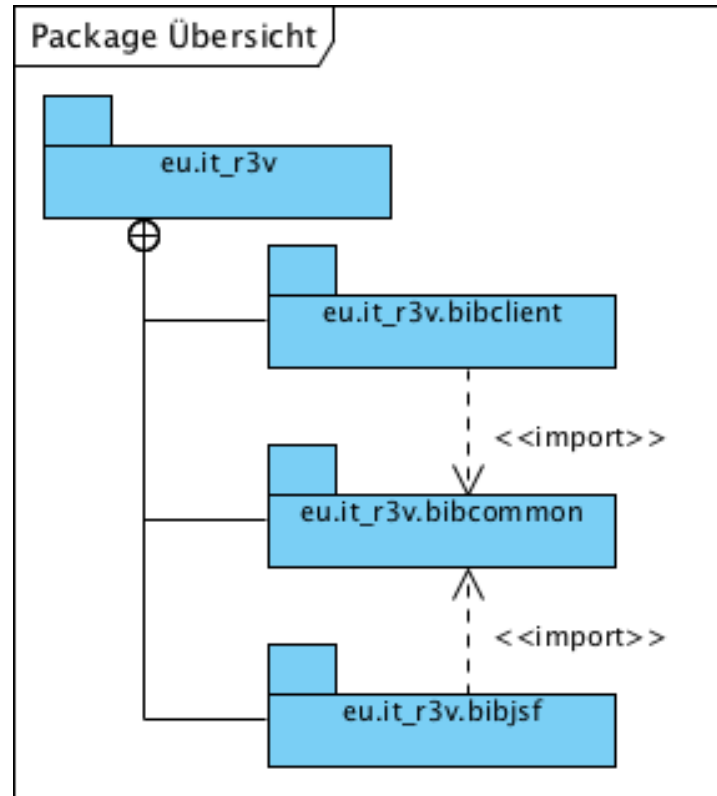 Package Übersicht
eu.it_r3v
eu.it_r3v.bibclient
<<import>>
eu.it_r3v.bibcommon
<<import>>
eu.it_r3v.bibjsf